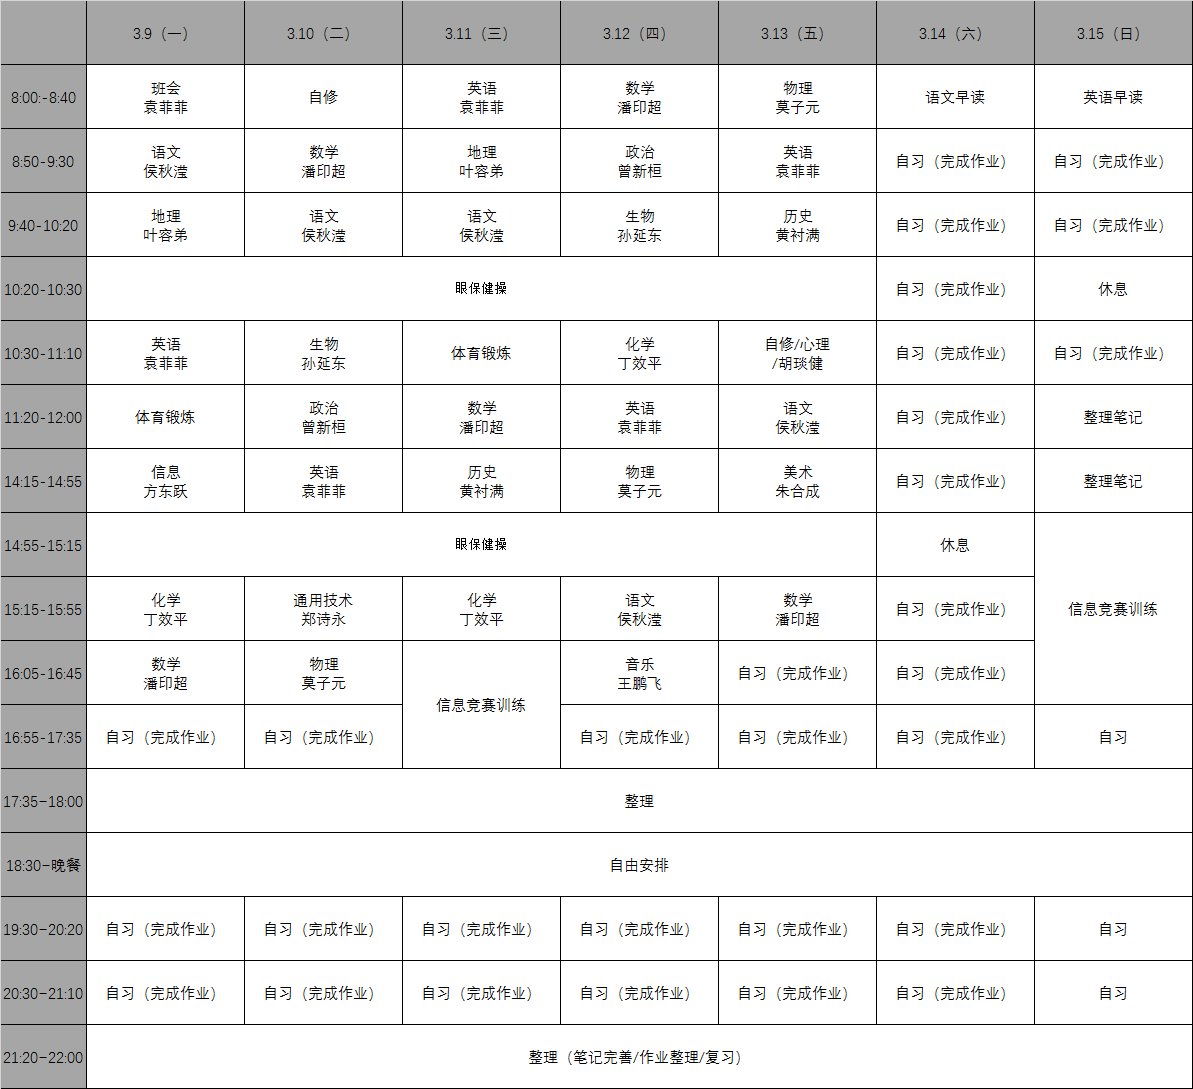 3.9（一） 3.10（二） 3.11（三） 3.12（四） 3.13（五） 3.14（六） 3.15（日）
8:00:-8:40 班会 自修 英语 数学 物理 语文早读 英语早读
袁菲菲 袁菲菲 潘印超 莫子元
8:50-9:30 语文 数学 地理 政治 英语 自习（完成作业） 自习（完成作业）
侯秋滢 潘印超 叶容弟 曾新桓 袁菲菲
9:40-10:20 地理 语文 语文 生物 历史 自习（完成作业） 自习（完成作业）
叶容弟 侯秋滢 侯秋滢 孙延东 黄衬满
10:20-10:30 眼保健操 自习（完成作业） 休息
10:30-11:10 英语 生物 体育锻炼 化学 自修/心理 自习（完成作业） 自习（完成作业）
袁菲菲 孙延东 丁效平 /胡琰健
11:20-12:00 体育锻炼 政治 数学 英语 语文 自习（完成作业） 整理笔记
曾新桓 潘印超 袁菲菲 侯秋滢
14:15-14:55 信息 英语 历史 物理 美术 自习（完成作业） 整理笔记
方东跃 袁菲菲 黄衬满 莫子元 朱合成
14:55-15:15 眼保健操 休息
15:15-15:55 化学 通用技术 化学 语文 数学 自习（完成作业） 信息竞赛训练
丁效平 郑诗永 丁效平 侯秋滢 潘印超
16:05-16:45 数学 物理 音乐 自习（完成作业） 自习（完成作业）
潘印超 莫子元 王鹏飞
信息竞赛训练
16:55-17:35 自习（完成作业） 自习（完成作业） 自习（完成作业） 自习（完成作业） 自习（完成作业） 自习
17:35–18:00 整理
18:30–晚餐 自由安排
19:30–20:20 自习（完成作业） 自习（完成作业） 自习（完成作业） 自习（完成作业） 自习（完成作业） 自习（完成作业） 自习
20:30–21:10 自习（完成作业） 自习（完成作业） 自习（完成作业） 自习（完成作业） 自习（完成作业） 自习（完成作业） 自习
21:20–22:00 整理（笔记完善/作业整理/复习）